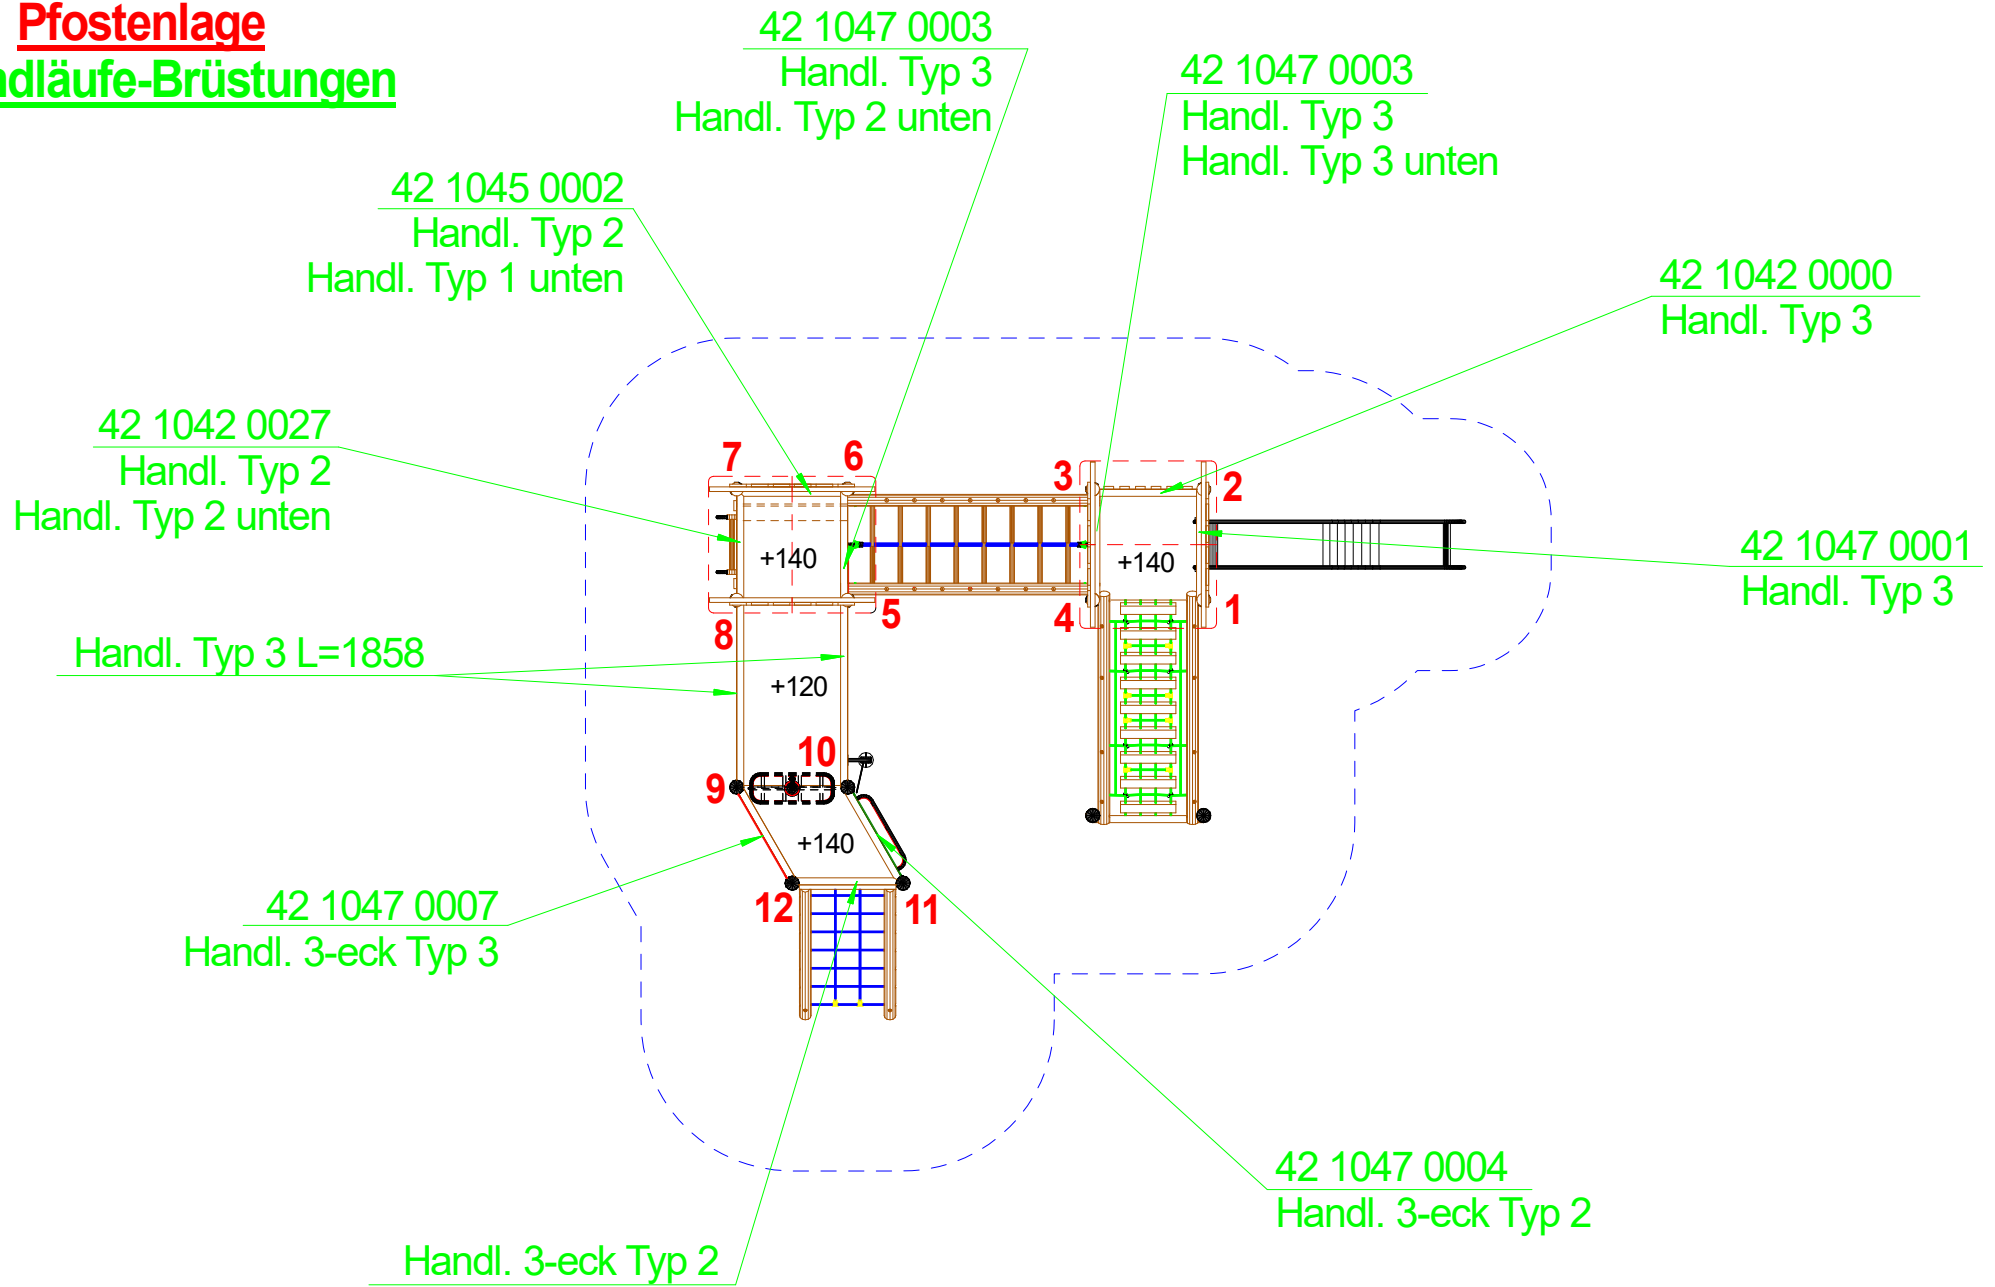 Pfostenlage
ndläufe-Brüstungen
42 1047 0003
Handl. Typ 3
Handl. Typ 2 unten
42 1047 0003
Handl. Typ 3
Handl. Typ 3 unten
42 1045 0002
Handl. Typ 2
Handl. Typ 1 unten
42 1042 0000
Handl. Typ 3
42 1042 0027
Handl. Typ 2
Handl. Typ 2 unten
7
6
3
2
+140
+140
42 1047 0001
Handl. Typ 3
8
5
4
1
Handl. Typ 3 L=1858
+120
10
9
+140
12
11
42 1047 0007
Handl. 3-eck Typ 3
42 1047 0004
Handl. 3-eck Typ 2
Handl. 3-eck Typ 2